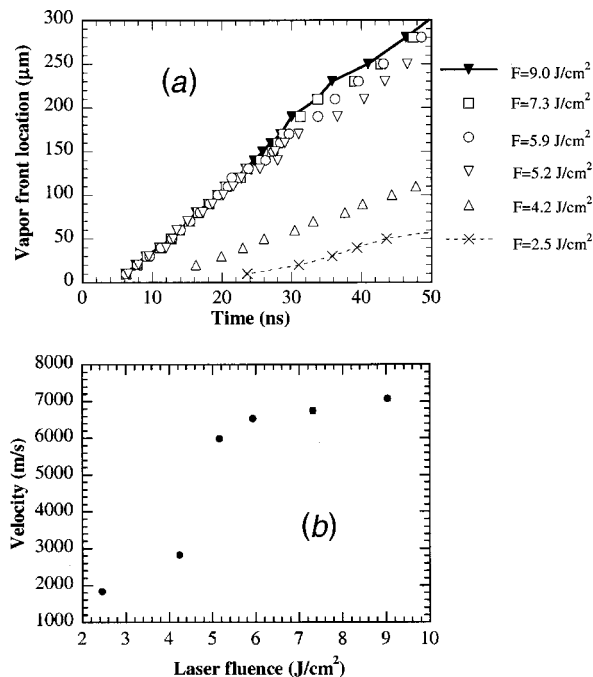 300
250
200
150
100
50
0
Vapor front location (μm)
(a)
0 10 20 30 40 50
Time (ns)
F=9.0 J/cm²
F=7.3 J/cm²
F=5.9 J/cm²
F=5.2 J/cm²
F=4.2 J/cm²
F=2.5 J/cm²
8000
7000
6000
5000
4000
3000
2000
1000
Velocity (m/s)
(b)
2 3 4 5 6 7 8 9 10
Laser fluence (J/cm²)